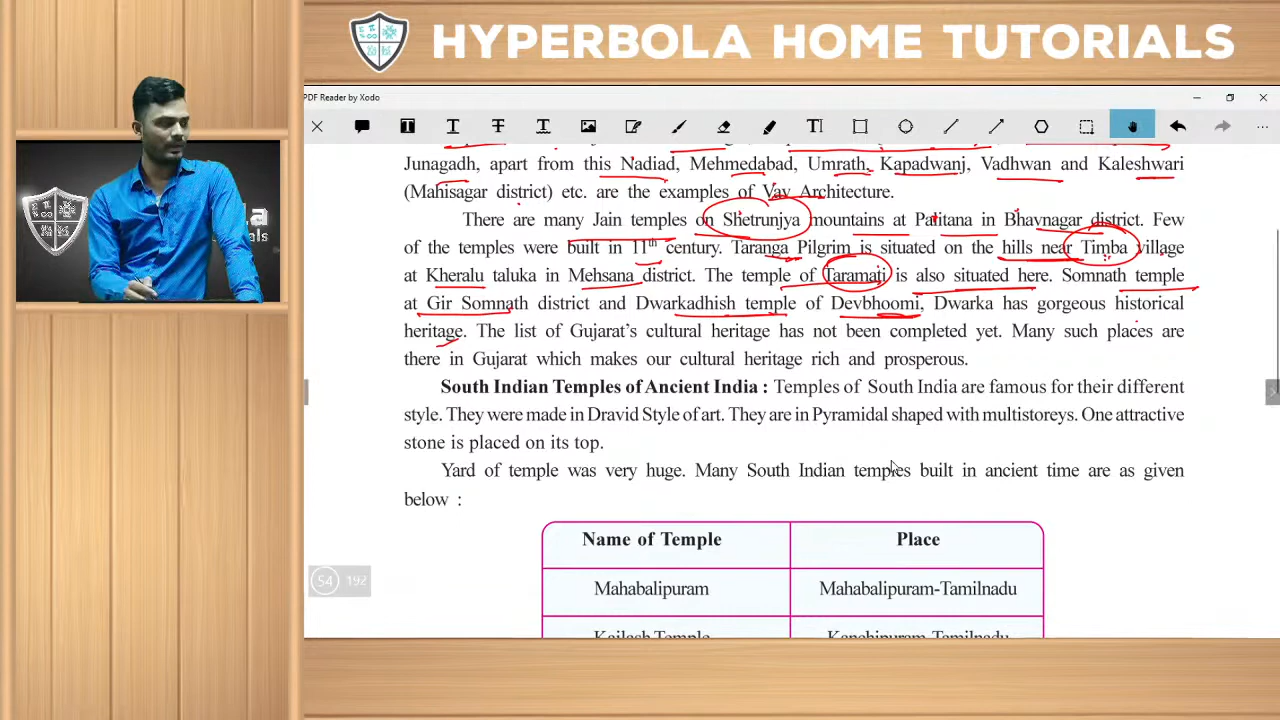 HYPERBOLA HOME TUTORIALS
PDF Reader by Xodo
Junagadh, apart from this Nadiad, Mehmedabad, Umrath, Kapadwanj, Vadhwan and Kaleshwari
(Mahisagar district) etc. are the examples of Vav Architecture.
There are many Jain temples on Shetrunjya mountains at Palitana in Bhavnagar district. Few
of the temples were built in 11th century. Taranga Pilgrim is situated on the hills near Timba village
at Kheralu taluka in Mehsana district. The temple of Taramaji is also situated here. Somnath temple
at Gir Somnath district and Dwarkadhish temple of Devbhoomi, Dwarka has gorgeous historical
heritage. The list of Gujarat's cultural heritage has not been completed yet. Many such places are
there in Gujarat which makes our cultural heritage rich and prosperous.
South Indian Temples of Ancient India : Temples of South India are famous for their different
style. They were made in Dravid Style of art. They are in Pyramidal shaped with multistoreys. One attractive
stone is placed on its top.
Yard of temple was very huge. Many South Indian temples built in ancient time are as given
below :
Name of Temple Place
Mahabalipuram Mahabalipuram-Tamilnadu
Kailash Temple Kanchipuram-Tamilnadu
54 192